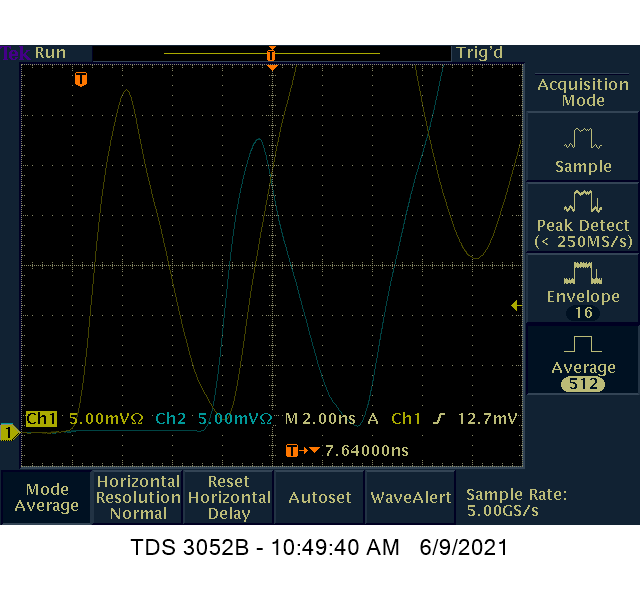 Tek Run Trig'd
T
T
Acquisition
Mode
Sample
Peak Detect
(< 250MS/s)
Envelope
16
Average
512
Ch1 5.00mVΩ Ch2 5.00mVΩ M 2.00ns A Ch1 12.7mV
1
T 7.64000ns
Mode
Average
Horizontal
Resolution
Normal
Reset
Horizontal
Delay
Autoset
WaveAlert
Sample Rate:
5.00GS/s
TDS 3052B - 10:49:40 AM 6/9/2021